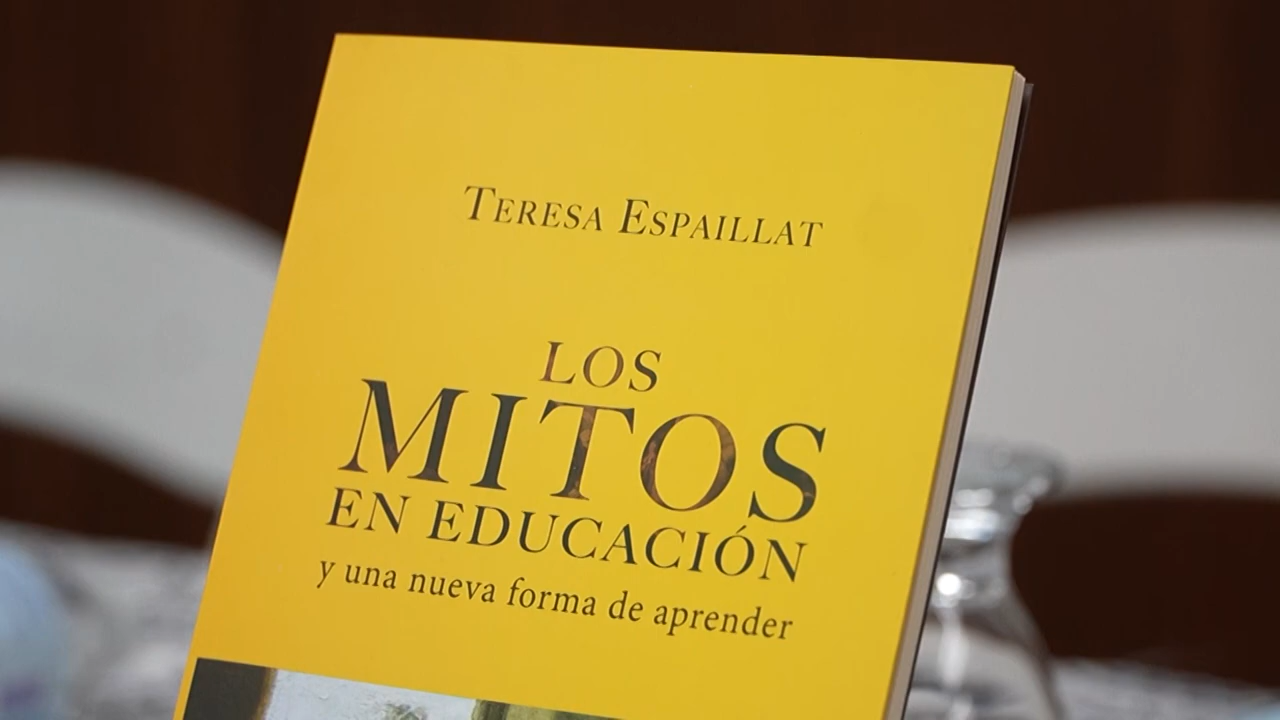 TERESA ESPAILLAT
LOS
MITOS
EN EDUCACIÓN
y una nueva forma de aprender